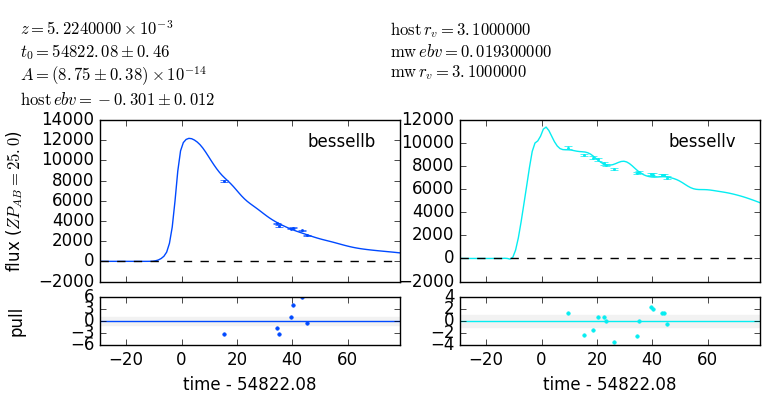 z = 5.2240000 × 10⁻³
t₀ = 54822.08 ± 0.46
A = (8.75 ± 0.38) × 10⁻¹⁴
host ebv = −0.301 ± 0.012
host r_v = 3.1000000
mw ebv = 0.019300000
mw r_v = 3.1000000
flux (ZP_AB = 25.0)
14000
12000
10000
8000
6000
4000
2000
0
−2000
bessellb
12000
10000
8000
6000
4000
2000
0
−2000
bessellv
pull
6
3
0
−3
−6
−20 0 20 40 60
time - 54822.08
4
2
0
−2
−4
−20 0 20 40 60
time - 54822.08